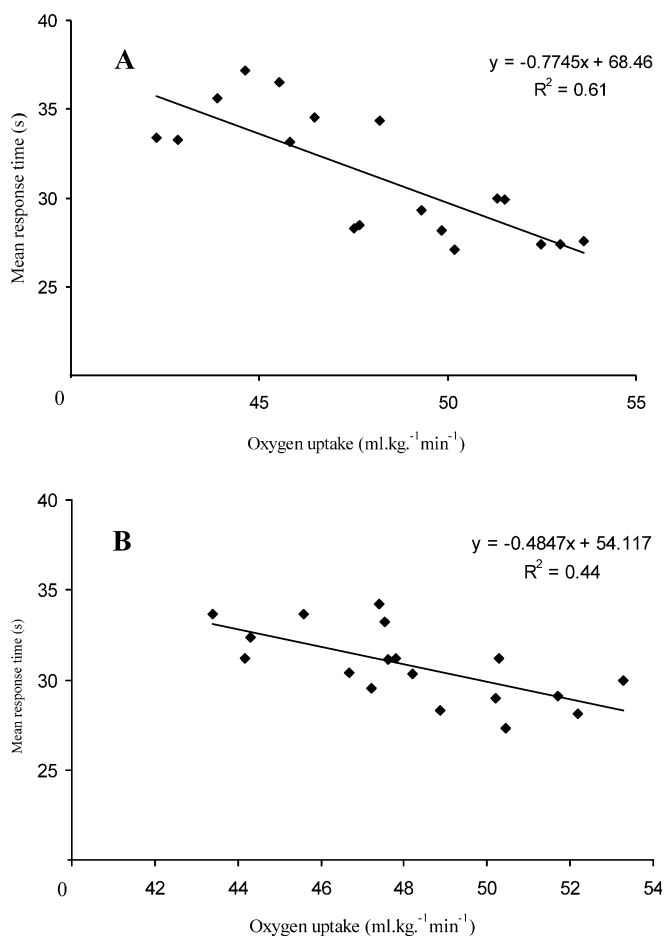 40
A
y = -0.7745x + 68.46
R² = 0.61
35
30
25
Mean response time (s)
0
45
50
55
Oxygen uptake (ml.kg.⁻¹min⁻¹)
40
B
y = -0.4847x + 54.117
R² = 0.44
35
30
25
Mean response time (s)
0
42
44
46
48
50
52
54
Oxygen uptake (ml.kg.⁻¹min⁻¹)